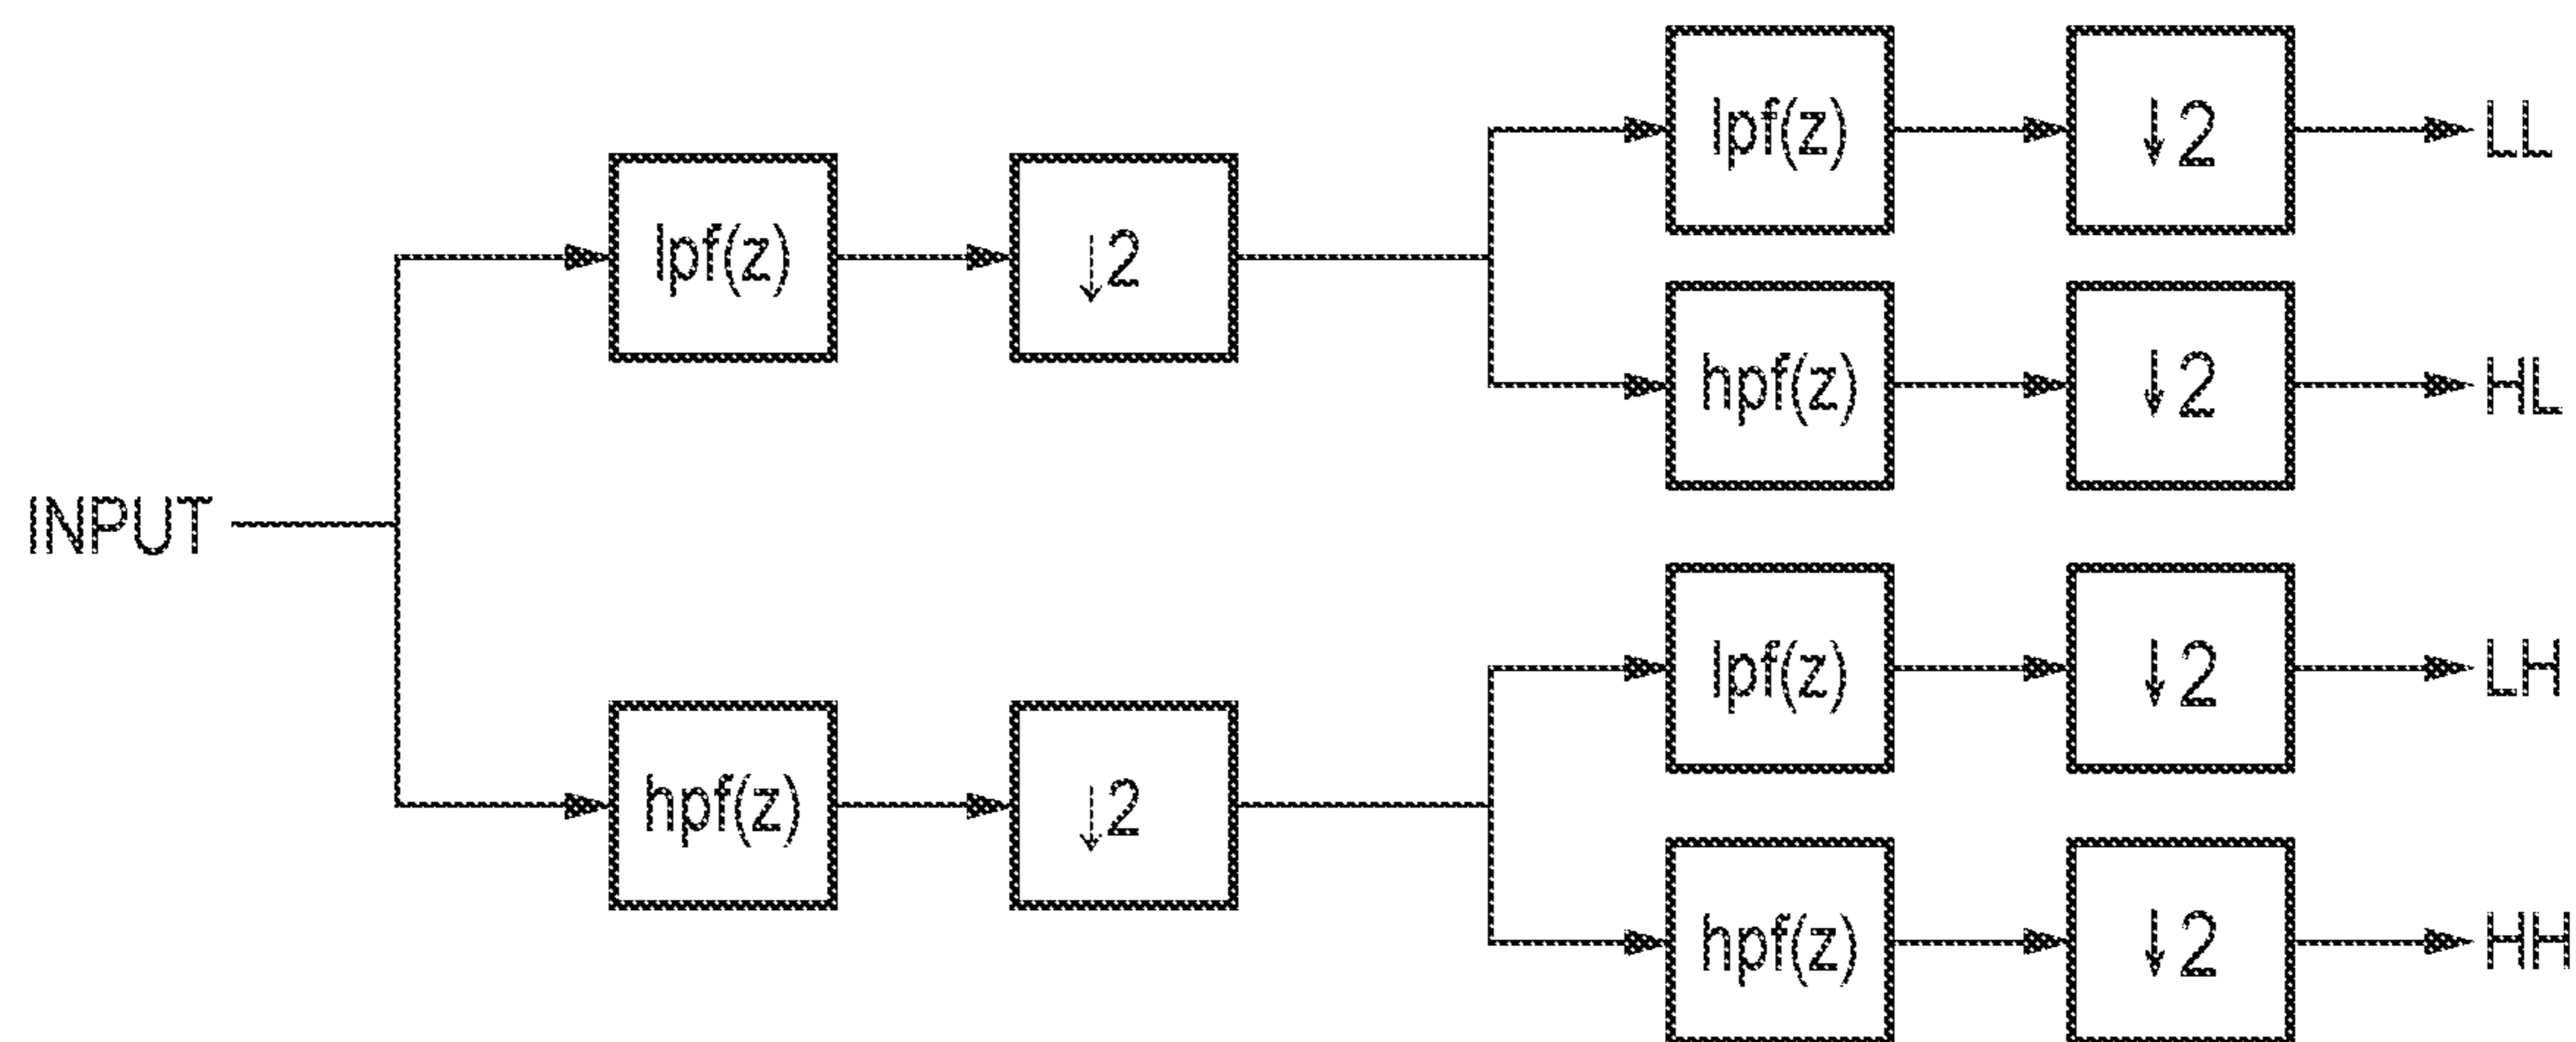 lpf(z) ↓2 LL
lpf(z) ↓2
hpf(z) ↓2 HL
INPUT
lpf(z) ↓2 LH
hpf(z) ↓2
hpf(z) ↓2 HH